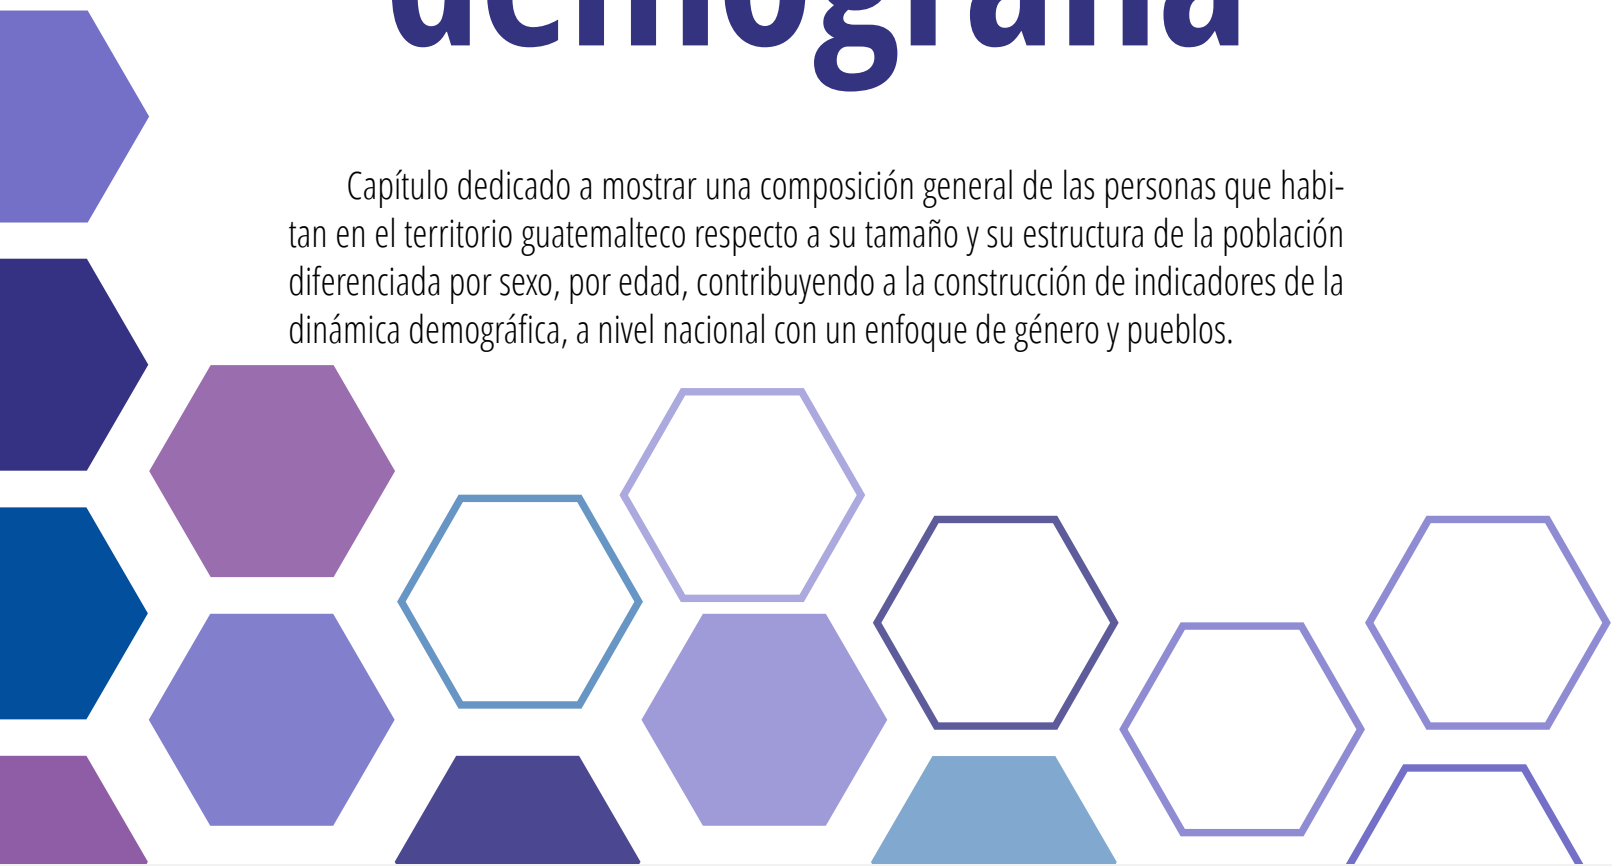 demografía
Capítulo dedicado a mostrar una composición general de las personas que habi-
tan en el territorio guatemalteco respecto a su tamaño y su estructura de la población
diferenciada por sexo, por edad, contribuyendo a la construcción de indicadores de la
dinámica demográfica, a nivel nacional con un enfoque de género y pueblos.